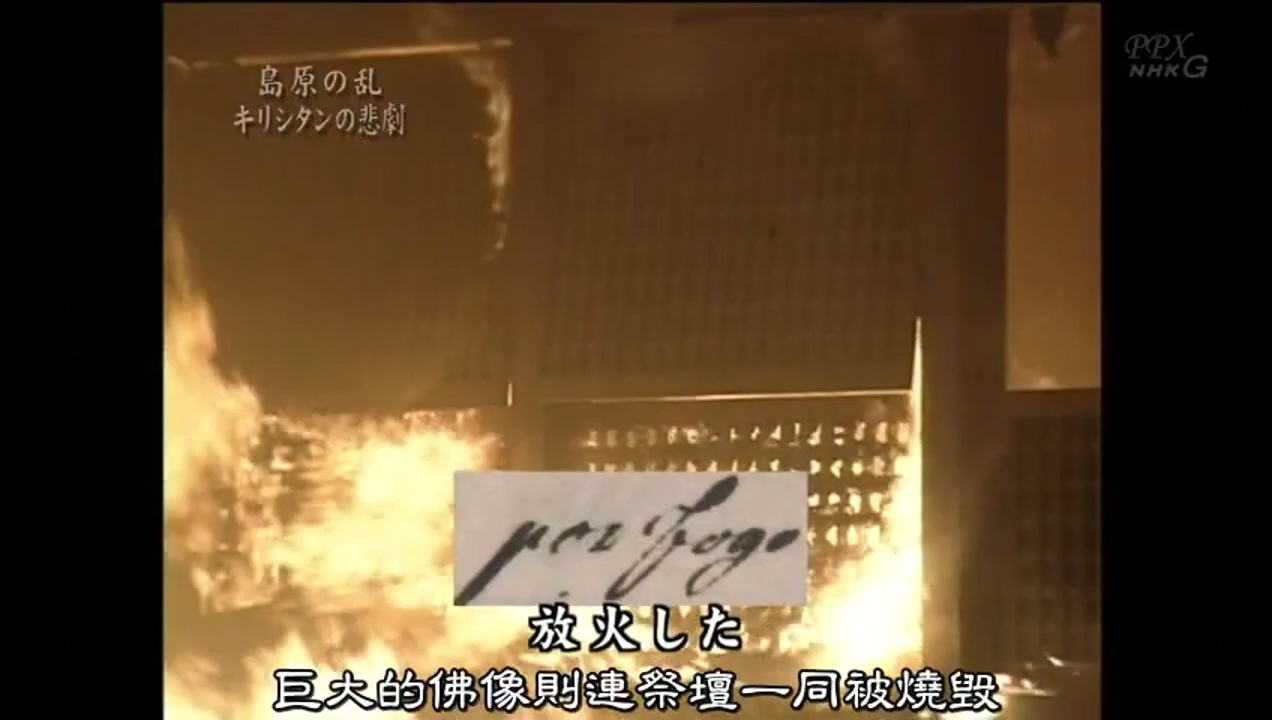 島原の乱
キリシタンの悲劇
PPX
NHK G
por fogo
放火した
巨大的佛像則連祭壇一同被燒毀